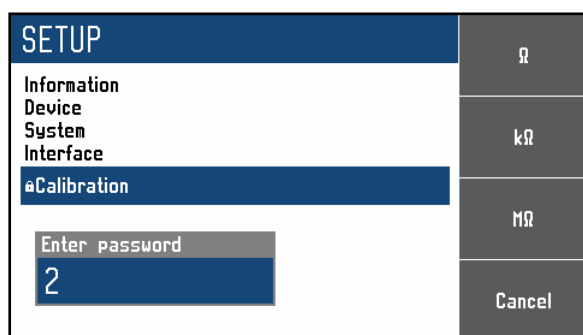 SETUP
Information
Device
System
Interface
Calibration
Enter password
2
Ω
kΩ
MΩ
Cancel